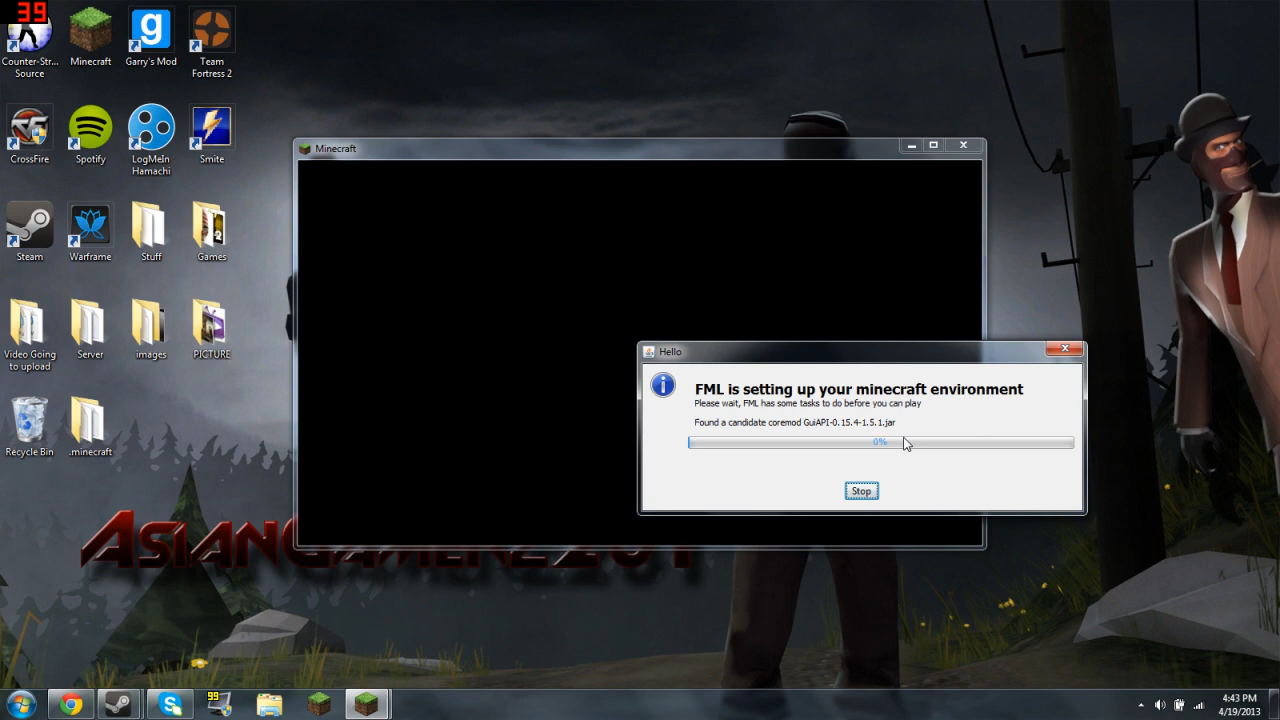 39
Counter-Str...
Source
Minecraft
Garry's Mod
Team
Fortress 2
CrossFire
Spotify
LogMeIn
Hamachi
Smite
Steam
Warframe
Stuff
Games
Video Going
to upload
Server
images
PICTURE
Recycle Bin
.minecraft
Minecraft
Hello
FML is setting up your minecraft environment
Please wait, FML has some tasks to do before you can play
Found a candidate coremod GuiAPI-0.15.4-1.5.1.jar
0%
Stop
99
4:43 PM
4/19/2013